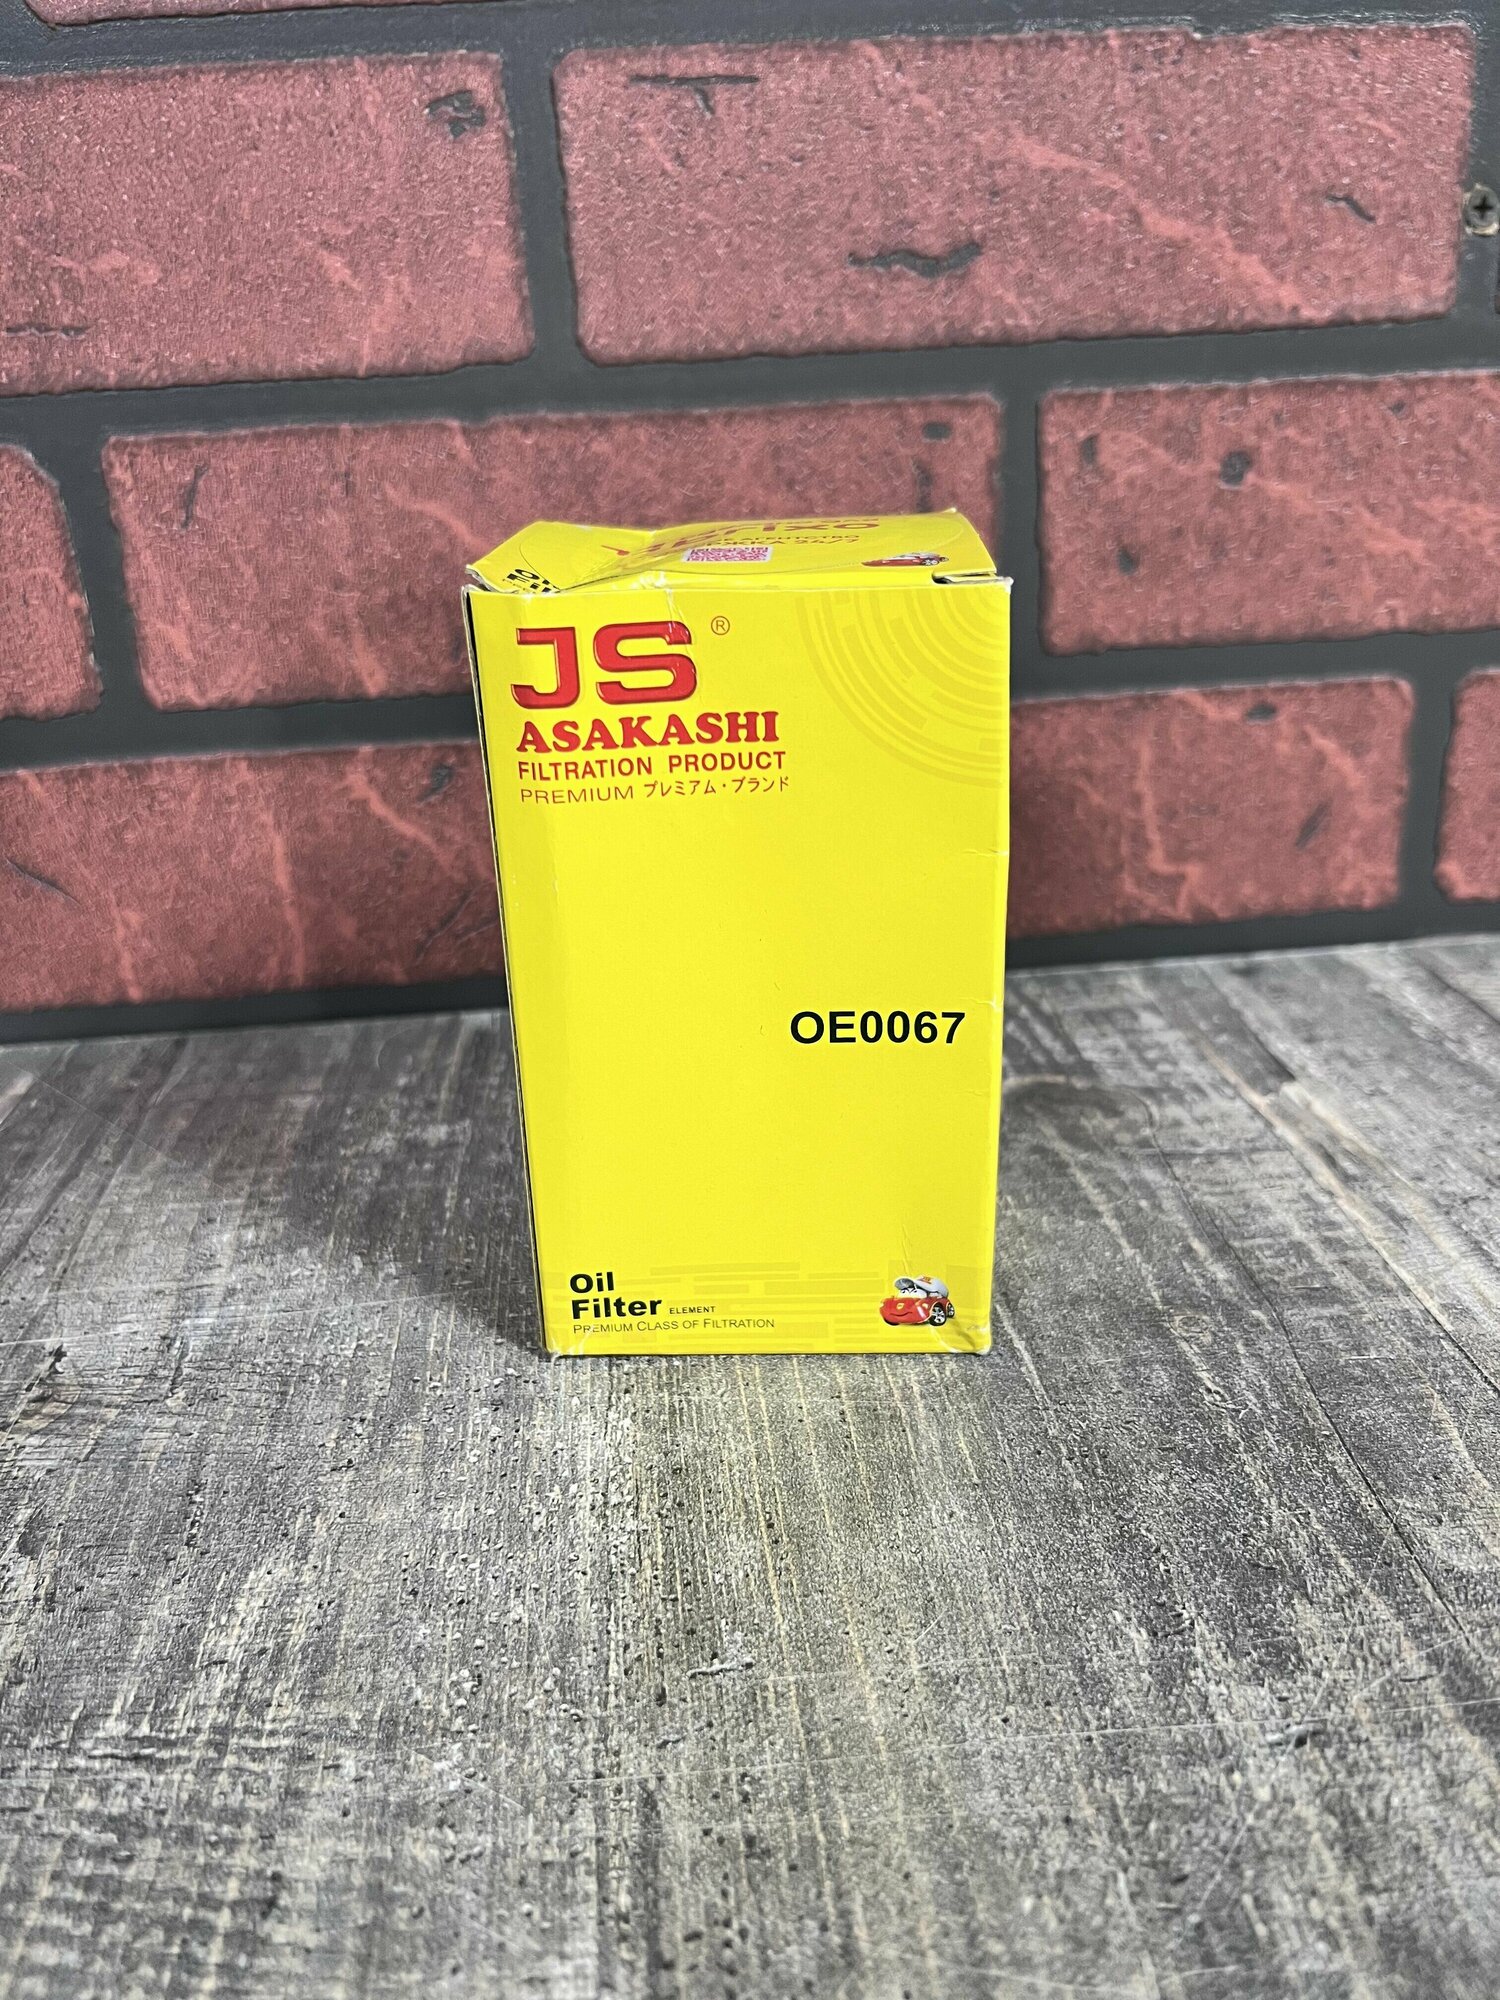 JS ®
ASAKASHI
FILTRATION PRODUCT
PREMIUM プレミアム・ブランド
OE0067
Oil
Filter ELEMENT
PREMIUM CLASS OF FILTRATION